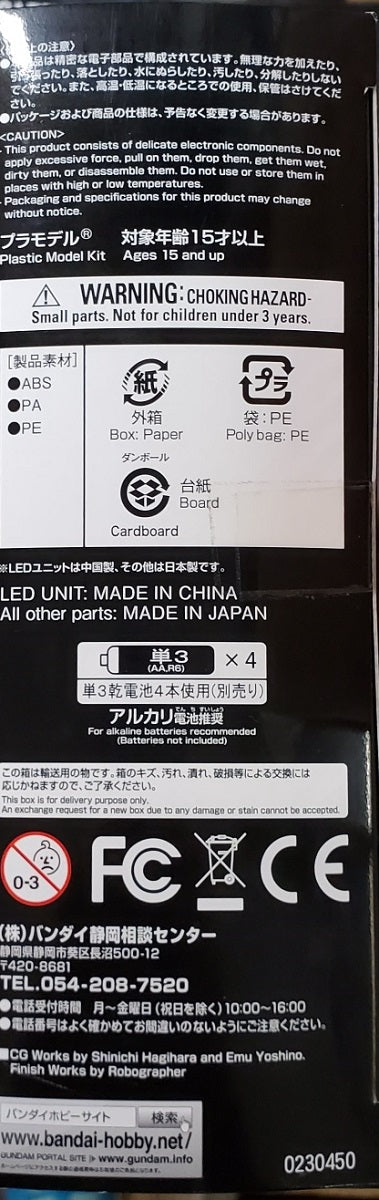 上の注意〉
品は精密な電子部品で構成されています。無理な力を加えたり、
引っ張ったり、落としたり、水にぬらしたり、汚したり、分解したりしない
でください。また、高温・低温になるところでの使用、保管はさけてくだ
さい。
●パッケージおよび商品の仕様は、予告なく変更する場合があります。
<CAUTION>
- This product consists of delicate electronic components. Do not
apply excessive force, pull on them, drop them, get them wet,
dirty them, or disassemble them. Do not use or store them in
places with high or low temperatures.
- Packaging and specifications for this product may change
without notice.
プラモデル® 対象年齢15才以上
Plastic Model Kit Ages 15 and up
WARNING: CHOKING HAZARD-
Small parts. Not for children under 3 years.
[製品素材]
●ABS
●PA
●PE
紙
外箱
Box: Paper
プラ
袋:PE
Poly bag: PE
ダンボール
台紙
Board
Cardboard
※LEDユニットは中国製、その他は日本製です。
LED UNIT: MADE IN CHINA
All other parts: MADE IN JAPAN
単3
(AA,R6)
×4
単3乾電池4本使用(別売り)
アルカリ電池推奨
でんちすいしょう
For alkaline batteries recommended
(Batteries not included)
この箱は輸送用の物です。箱のキズ、汚れ、潰れ、破損等による交換には
応じかねますので、ご了承ください。
This box is for delivery purpose only.
An exchange request for a new box due to any damage or stain cannot be accepted.
0-3
FC CE
(株)バンダイ静岡相談センター
静岡県静岡市葵区長沼500-12
〒420-8681
TEL.054-208-7520
●電話受付時間 月〜金曜日(祝日を除く)10:00〜16:00
●電話番号はよく確かめてお間違いのないようにご注意ください。
■CG Works by Shinichi Hagihara and Emu Yoshino.
Finish Works by Robographer
バンダイホビーサイト 検索
www.bandai-hobby.net/
GUNDAM PORTAL SITE www.gundam.info
0230450